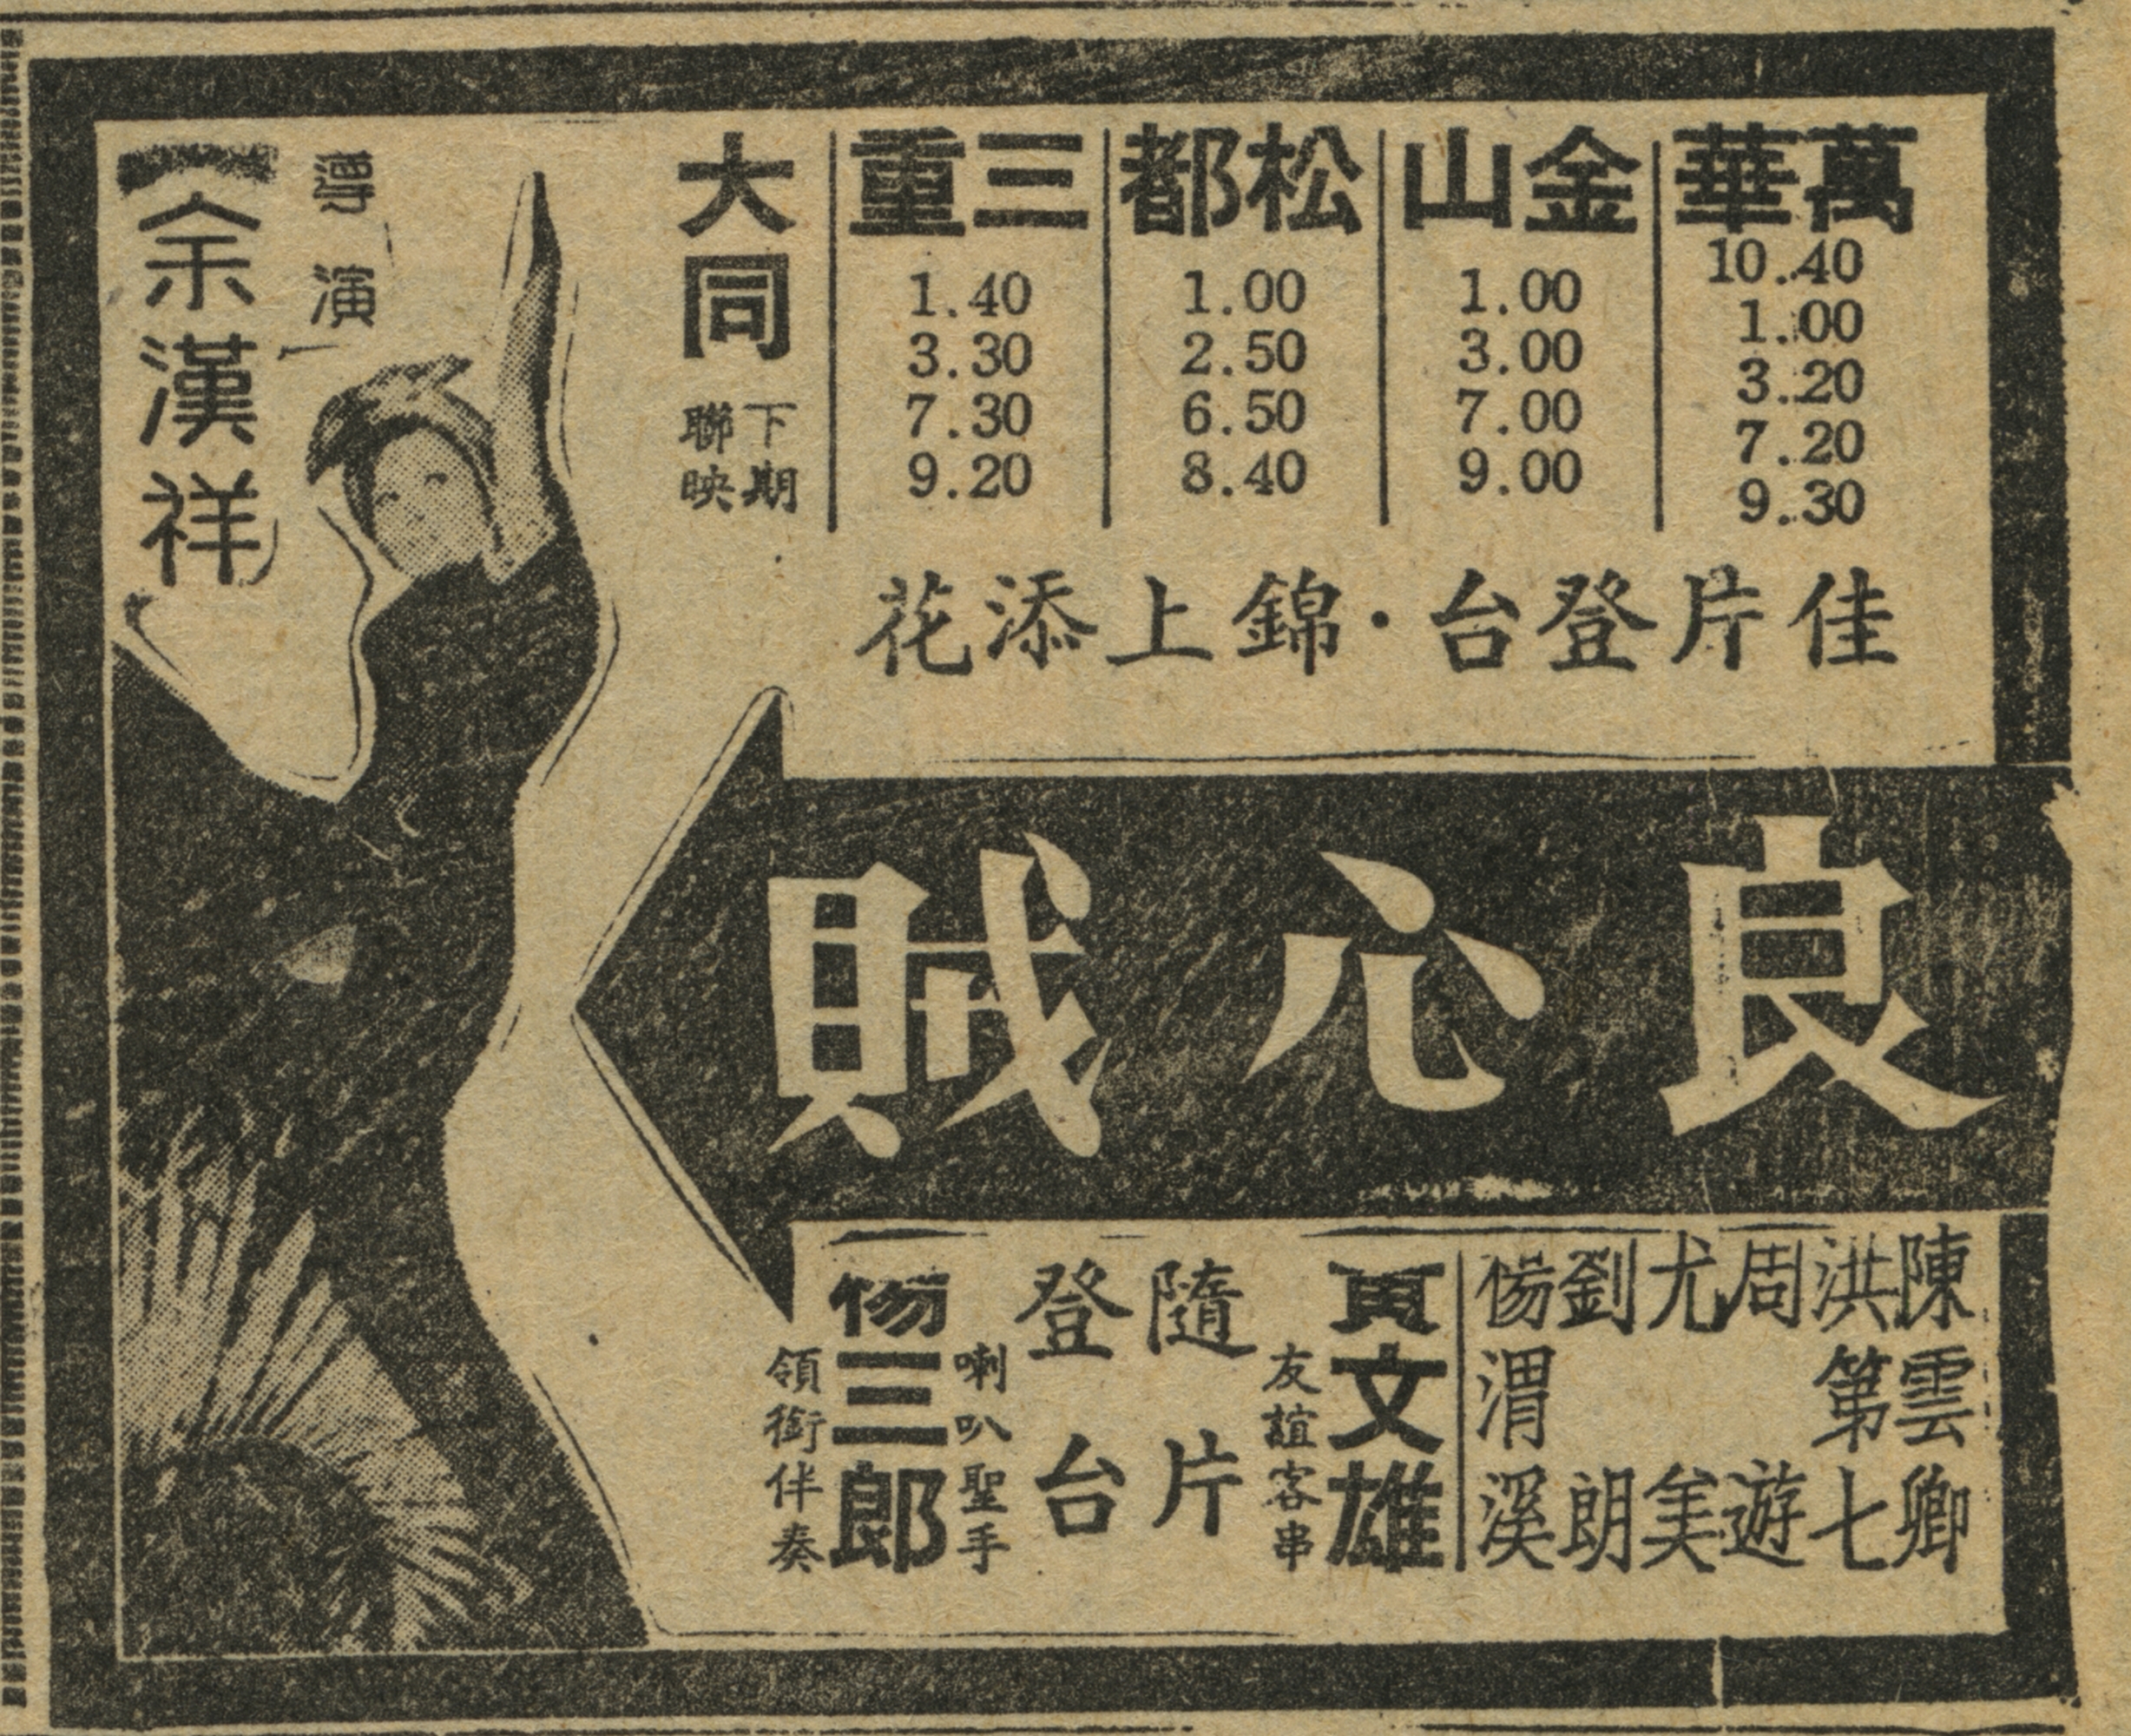 萬華
10.40
1.00
3.20
7.20
9.30
金山
1.00
3.00
7.00
9.00
松都
1.00
2.50
6.50
8.40
三重
1.40
3.30
7.30
9.20
大同
下期
聯映
導演
余漢祥
佳片登台·錦上添花
良心賊
陳雲卿
洪第七
周遊
尤美
劉朗
楊渭溪
文雄
友誼客串
隨片
登台
喇叭聖手
楊三郎
領銜伴奏